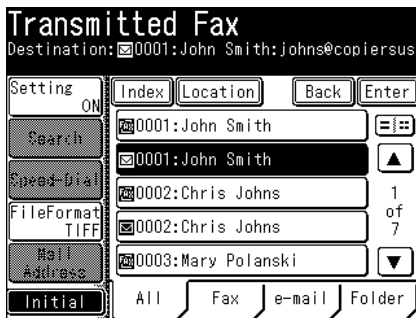 Transmitted Fax
Destination:0001:John Smith:johns@copiersus
Setting
ON
Index Location Back Enter
0001:John Smith
Search
0001:John Smith
Speed-Dial
0002:Chris Johns
1
of
7
FileFormat
TIFF
0002:Chris Johns
Mail
Address
0003:Mary Polanski
Initial
All Fax e-mail Folder